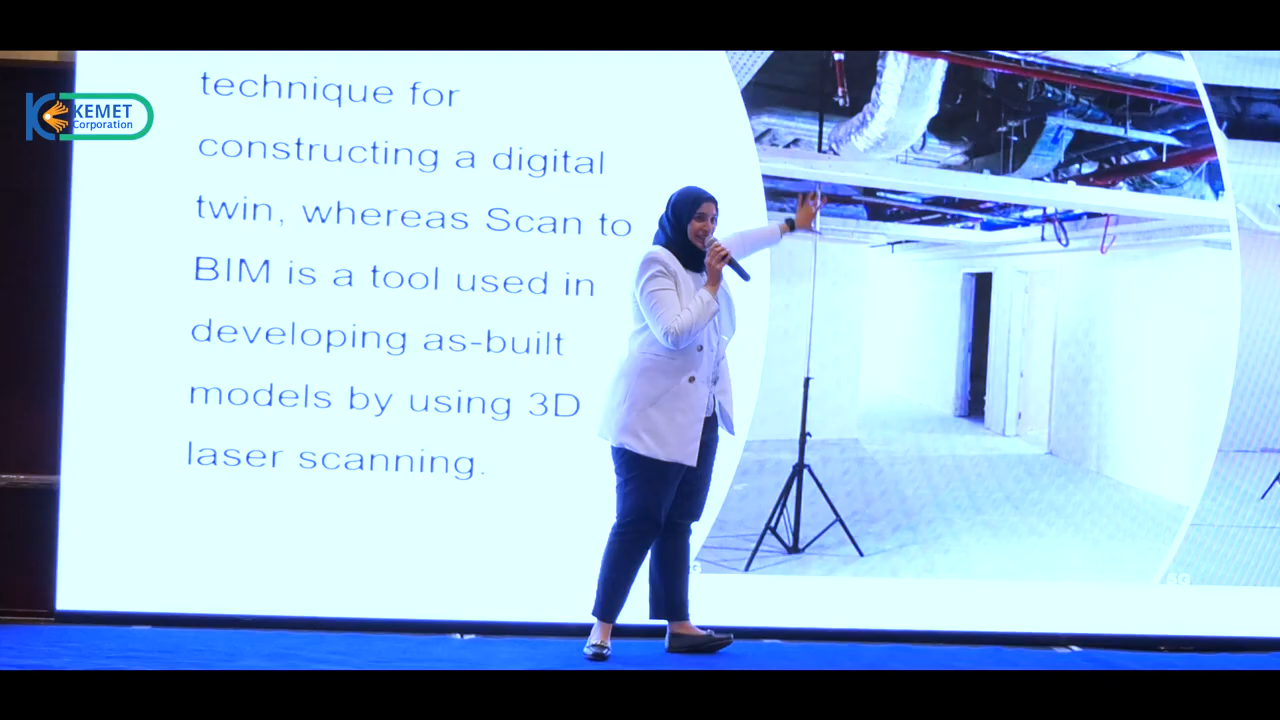 KEMET
Corporation
technique for
constructing a digital
twin, whereas Scan to
BIM is a tool used in
developing as-built
models by using 3D
laser scanning.
5G